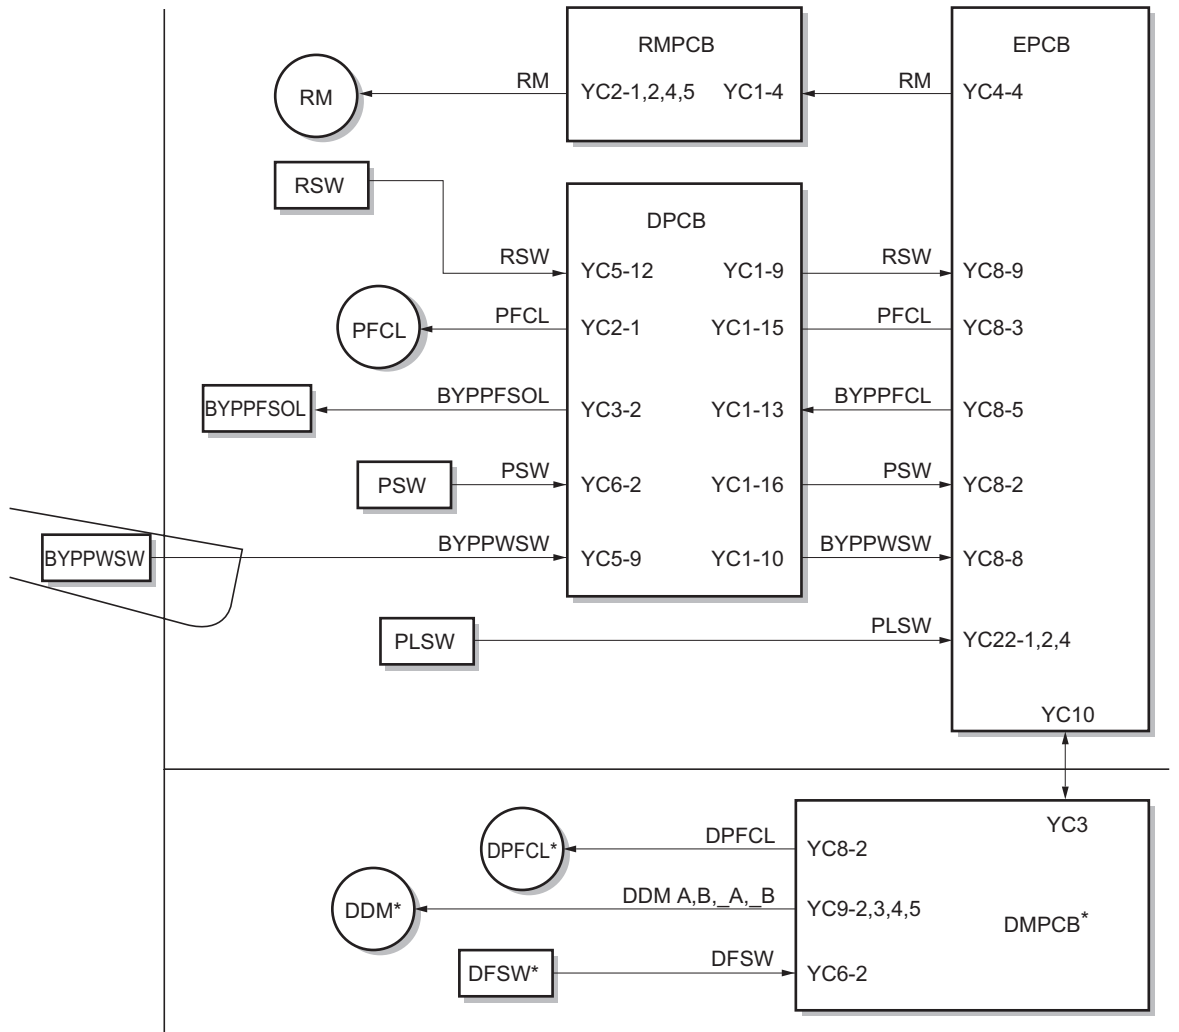 RMPCB
EPCB
RM
RM
YC2-1,2,4,5
YC1-4
RM
YC4-4
RSW
DPCB
RSW
YC5-12
YC1-9
RSW
YC8-9
PFCL
PFCL
YC2-1
YC1-15
PFCL
YC8-3
BYPPFSOL
BYPPFSOL
YC3-2
YC1-13
BYPPFCL
YC8-5
PSW
PSW
YC6-2
YC1-16
PSW
YC8-2
BYPPWSW
BYPPWSW
YC5-9
YC1-10
BYPPWSW
YC8-8
PLSW
PLSW
YC22-1,2,4
YC10
YC3
DPFCL*
DPFCL
YC8-2
DDM*
DDM A,B,_A,_B
YC9-2,3,4,5
DMPCB*
DFSW*
DFSW
YC6-2